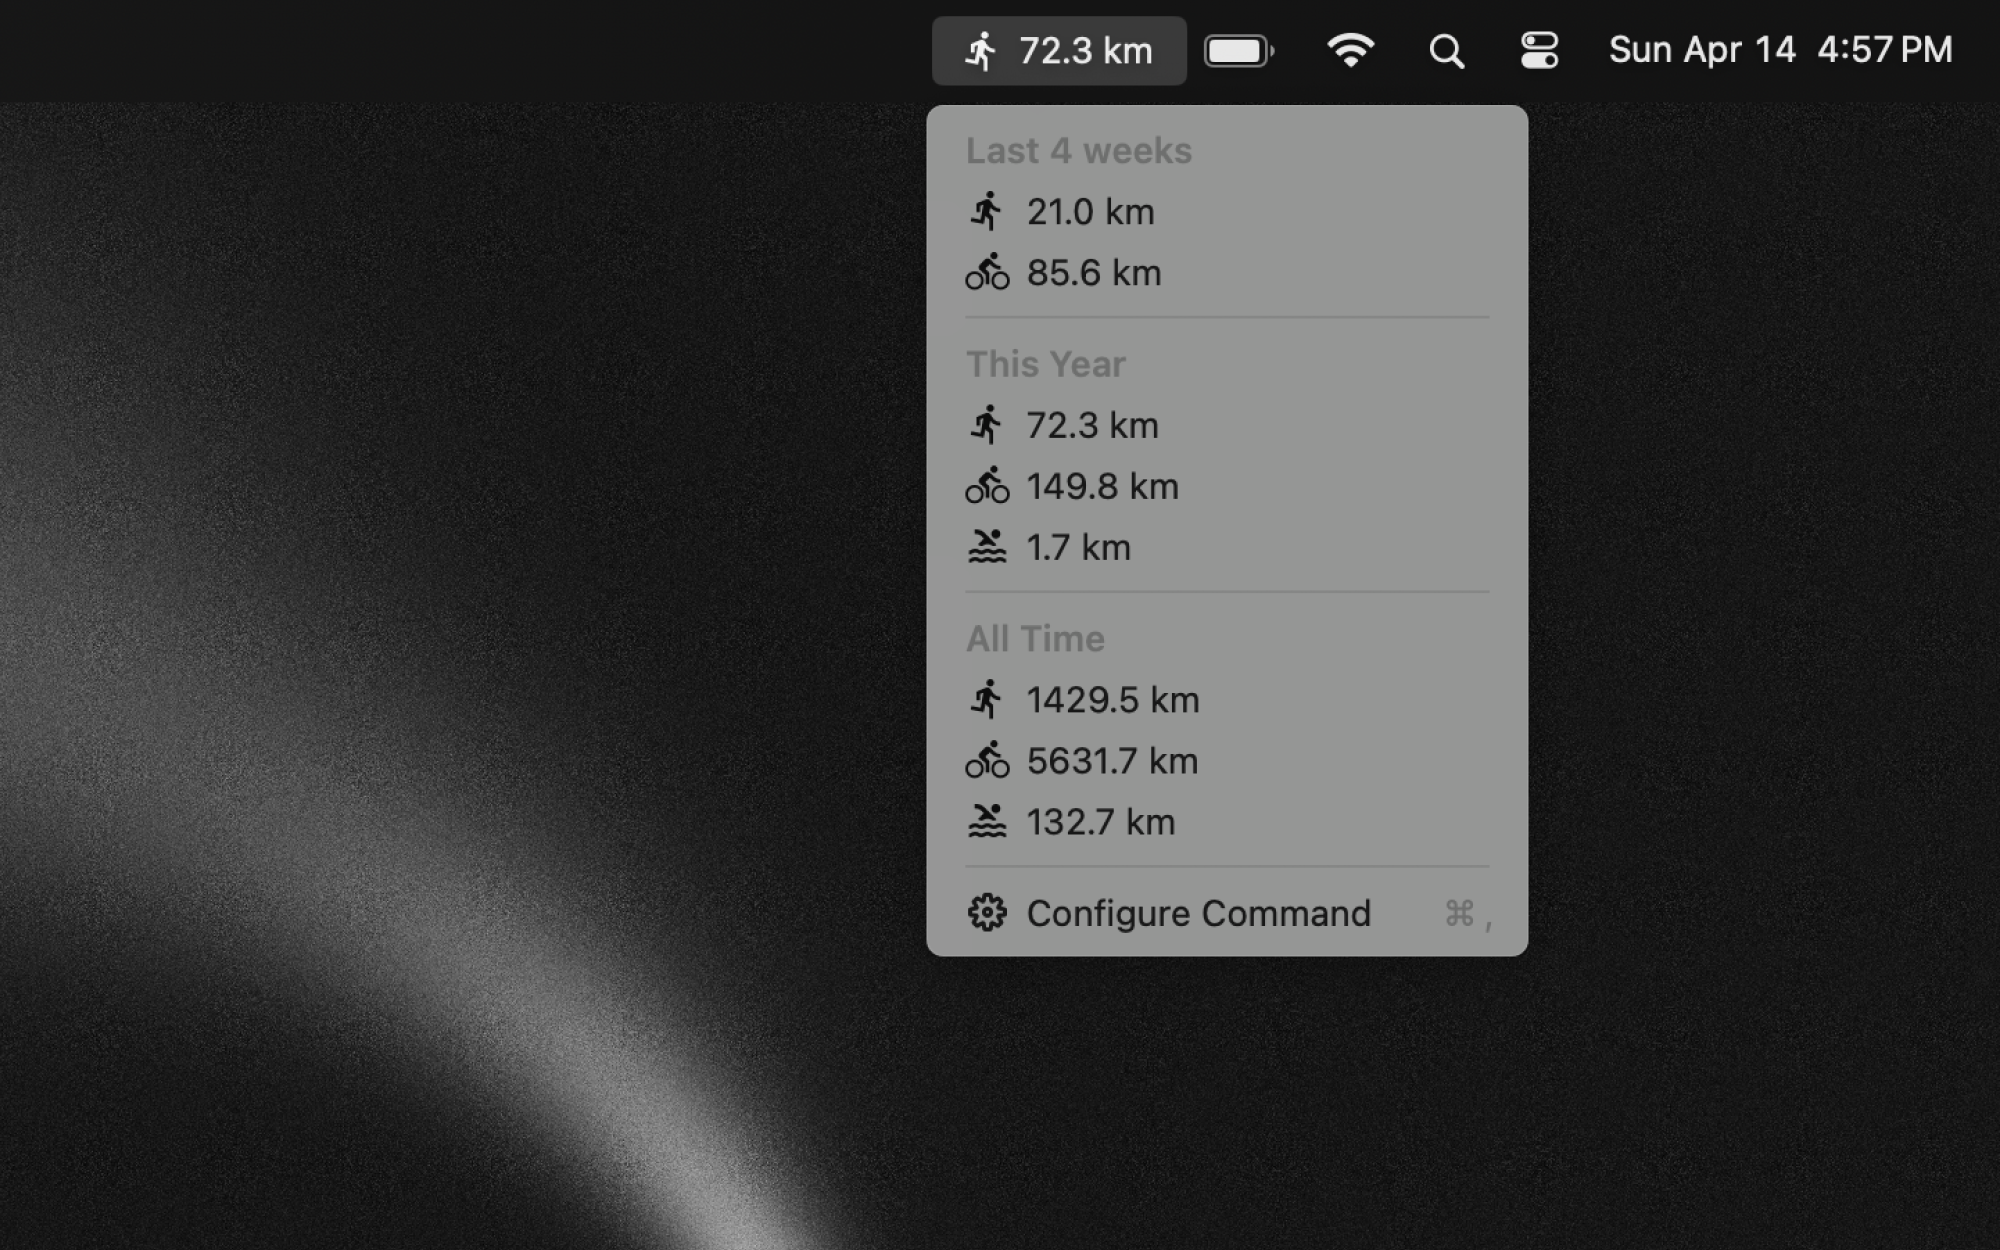 72.3 km
Sun Apr 14 4:57 PM
Last 4 weeks
21.0 km
85.6 km
This Year
72.3 km
149.8 km
1.7 km
All Time
1429.5 km
5631.7 km
132.7 km
Configure Command ⌘ ,